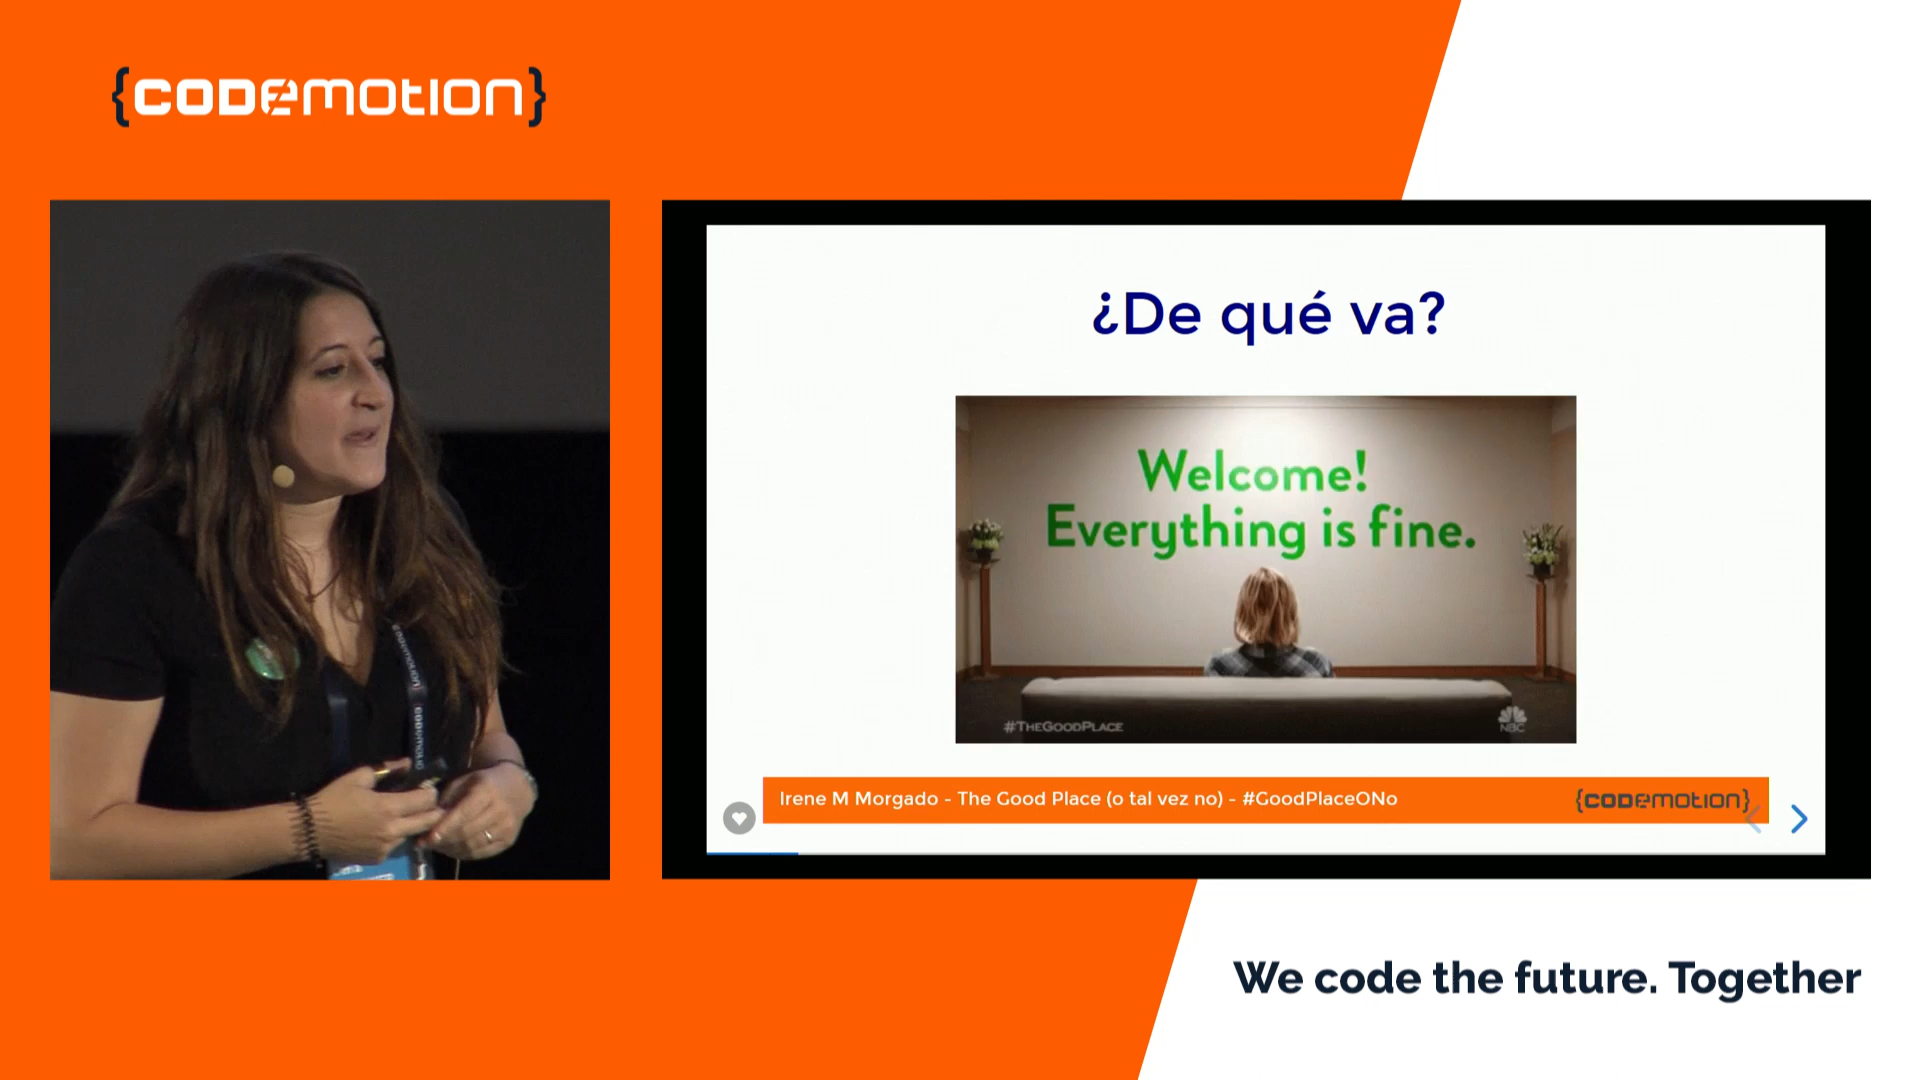 {codemotion}
¿De qué va?
Welcome!
Everything is fine.
#THEGOODPLACE
NBC
Irene M Morgado - The Good Place (o tal vez no) - #GoodPlaceONo
{codemotion}
codemotion
We code the future. Together